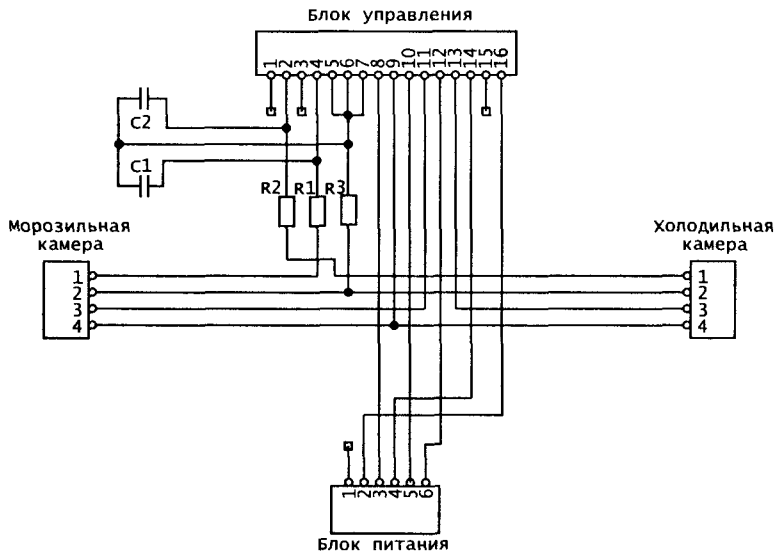 Блок управления
1 2 3 4 5 6 7 8 9 10 11 12 13 14 15 16
C2
C1
R2 R1 R3
Морозильная
камера
Холодильная
камера
1
2
3
4
1
2
3
4
1 2 3 4 5 6
Блок питания